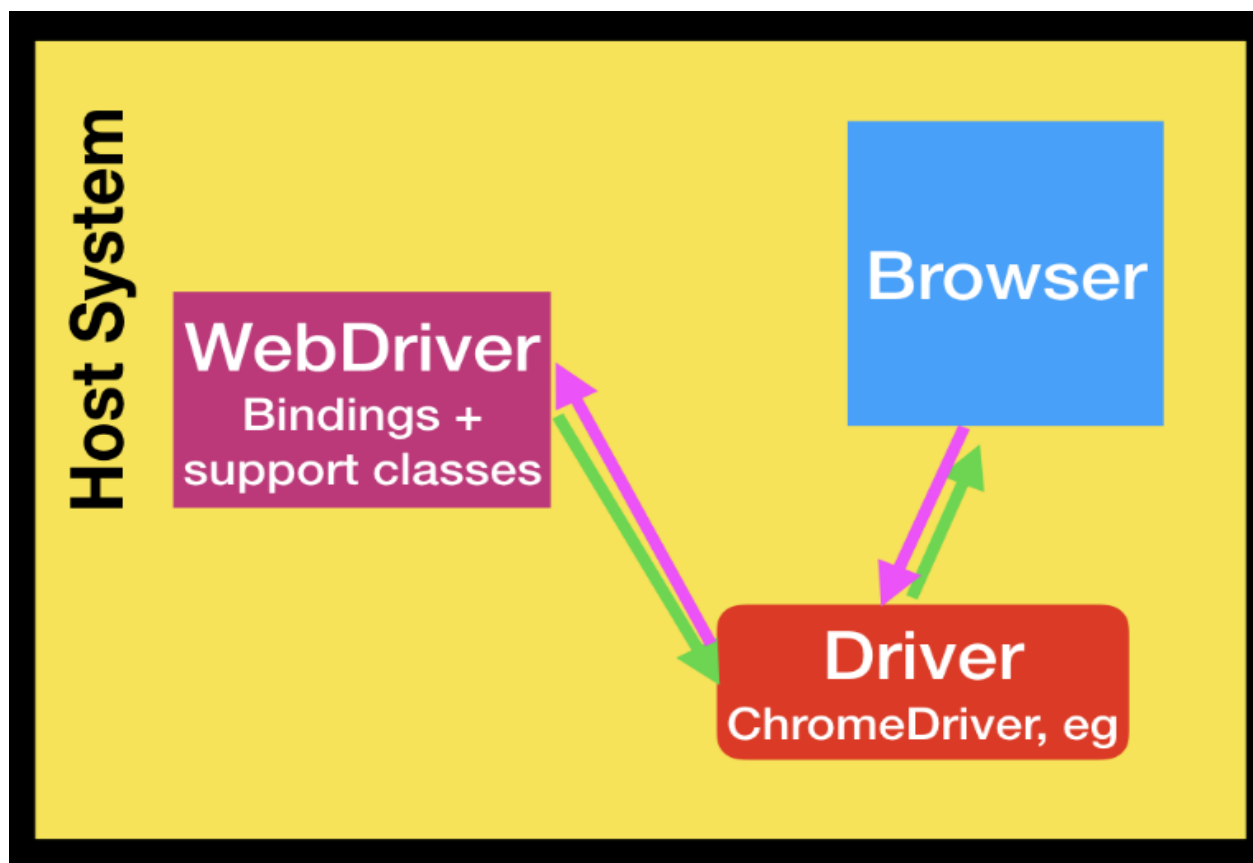 Host System
WebDriver
Bindings +
support classes
Browser
Driver
ChromeDriver, eg